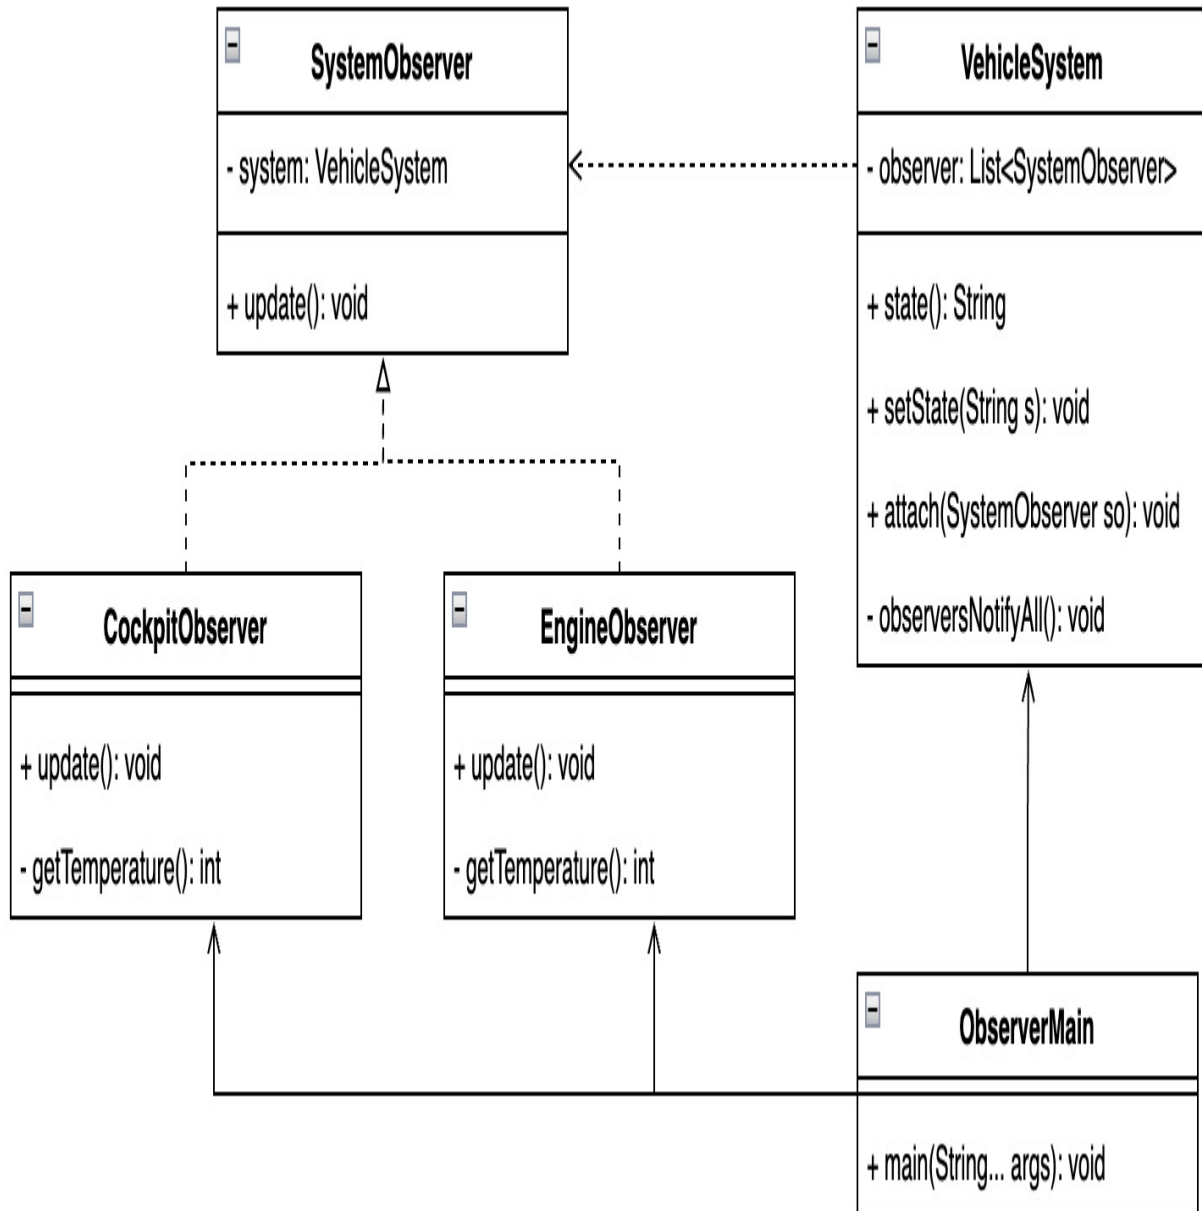 SystemObserver
- system: VehicleSystem
+ update(): void
VehicleSystem
- observer: List<SystemObserver>
+ state(): String
+ setState(String s): void
+ attach(SystemObserver so): void
- observersNotifyAll(): void
CockpitObserver
+ update(): void
- getTemperature(): int
EngineObserver
+ update(): void
- getTemperature(): int
ObserverMain
+ main(String... args): void